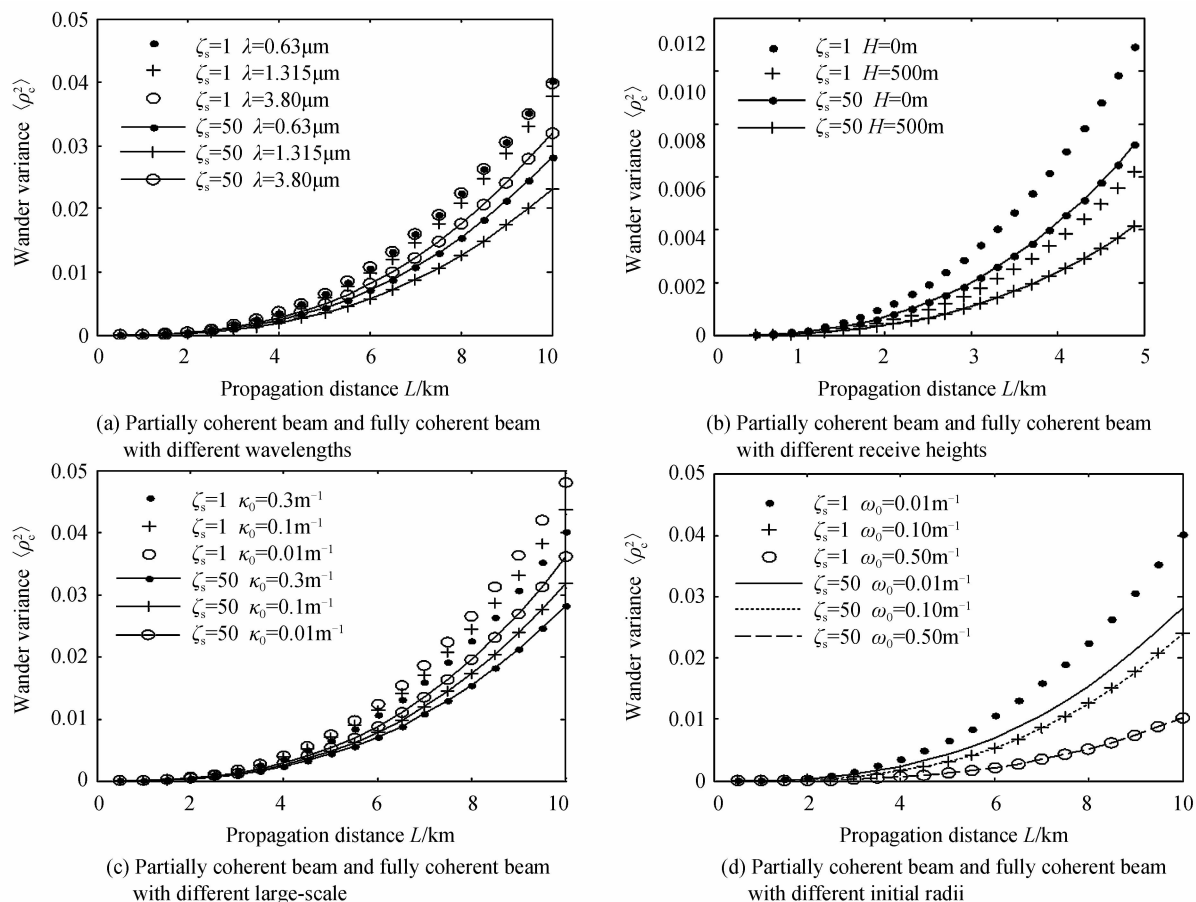 0.05
0.04
0.03
0.02
0.01
0
Wander variance ⟨ρc²⟩
ζs=1 λ=0.63μm
ζs=1 λ=1.315μm
ζs=1 λ=3.80μm
ζs=50 λ=0.63μm
ζs=50 λ=1.315μm
ζs=50 λ=3.80μm
0 2 4 6 8 10
Propagation distance L/km
(a) Partially coherent beam and fully coherent beam
with different wavelengths
0.012
0.010
0.008
0.006
0.004
0.002
0
Wander variance ⟨ρc²⟩
ζs=1 H=0m
ζs=1 H=500m
ζs=50 H=0m
ζs=50 H=500m
0 1 2 3 4 5
Propagation distance L/km
(b) Partially coherent beam and fully coherent beam
with different receive heights
0.05
0.04
0.03
0.02
0.01
0
Wander variance ⟨ρc²⟩
ζs=1 κ0=0.3m⁻¹
ζs=1 κ0=0.1m⁻¹
ζs=1 κ0=0.01m⁻¹
ζs=50 κ0=0.3m⁻¹
ζs=50 κ0=0.1m⁻¹
ζs=50 κ0=0.01m⁻¹
0 2 4 6 8 10
Propagation distance L/km
(c) Partially coherent beam and fully coherent beam
with different large-scale
0.05
0.04
0.03
0.02
0.01
0
Wander variance ⟨ρc²⟩
ζs=1 ω0=0.01m⁻¹
ζs=1 ω0=0.10m⁻¹
ζs=1 ω0=0.50m⁻¹
ζs=50 ω0=0.01m⁻¹
ζs=50 ω0=0.10m⁻¹
ζs=50 ω0=0.50m⁻¹
0 2 4 6 8 10
Propagation distance L/km
(d) Partially coherent beam and fully coherent beam
with different initial radii